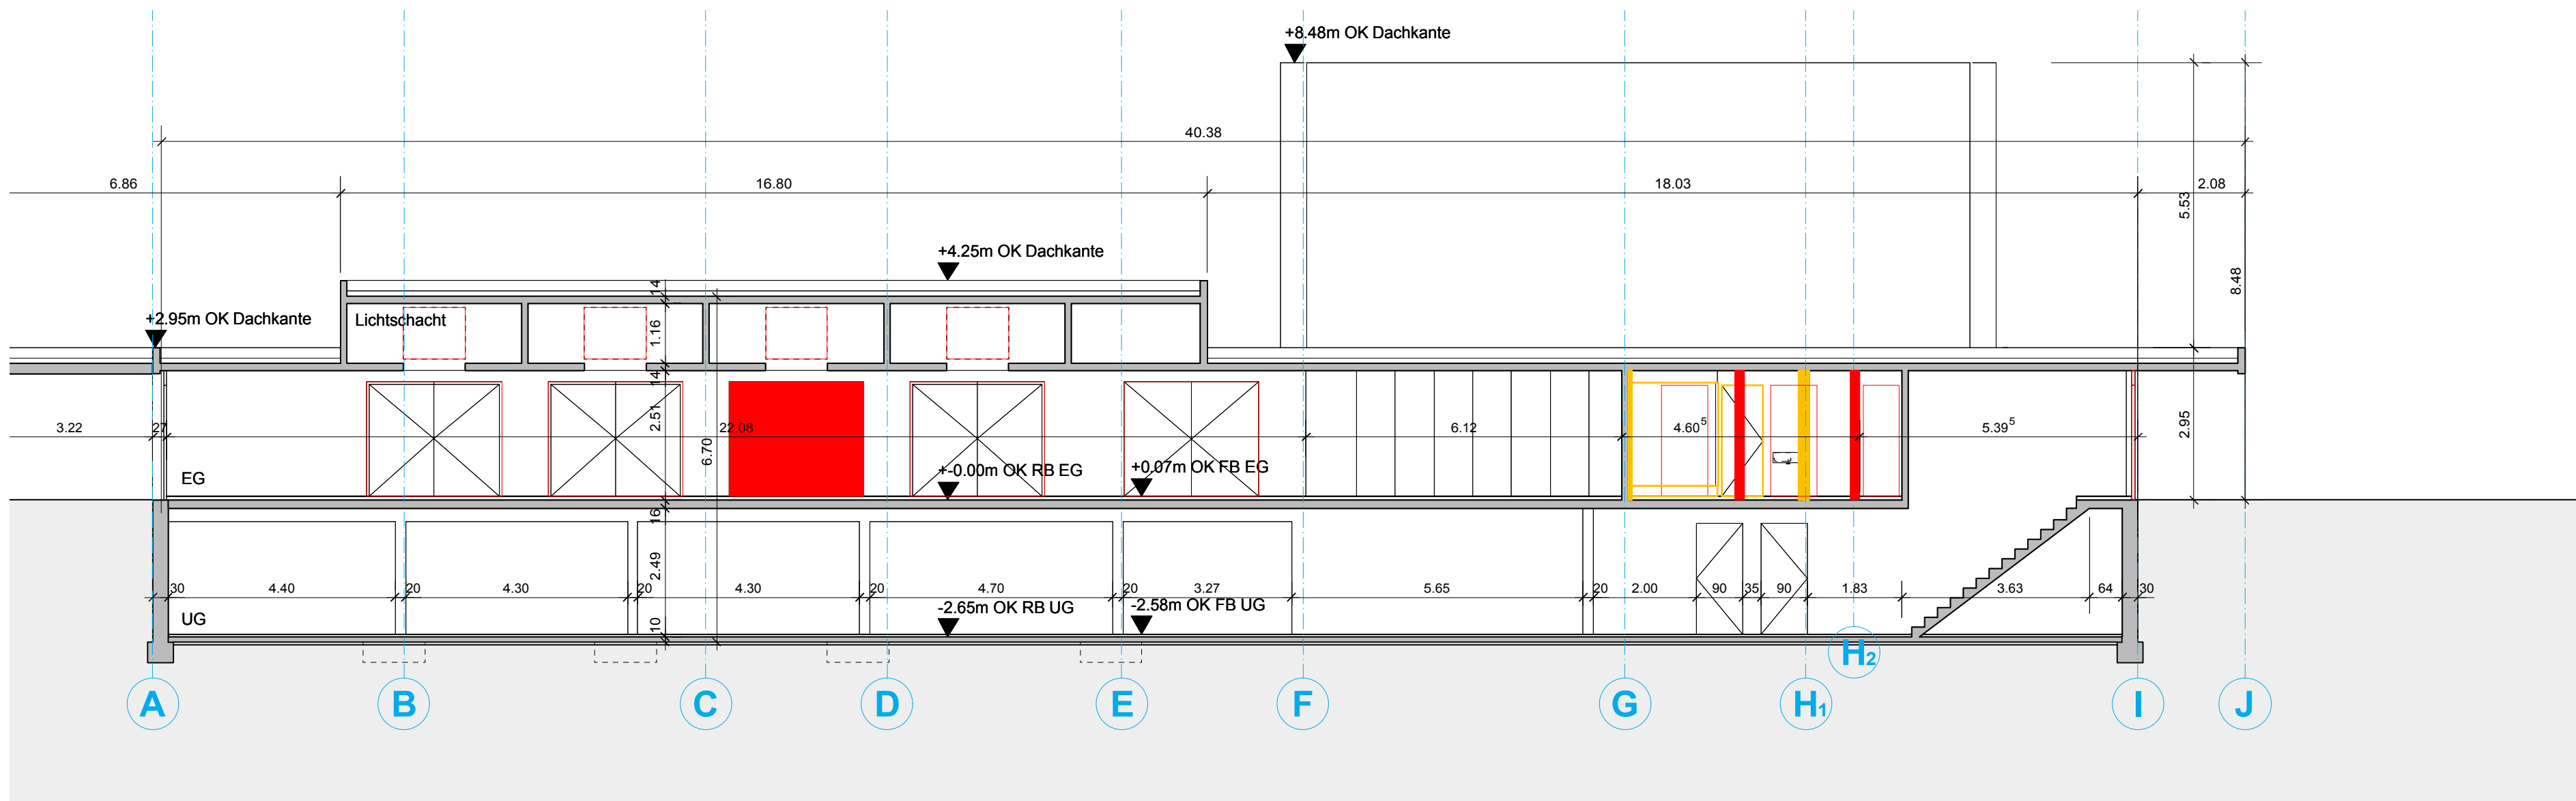 +8.48m OK Dachkante
40.38
6.86
16.80
18.03
2.08
5.53
+4.25m OK Dachkante
8.48
14
+2.95m OK Dachkante
Lichtschacht
1.16
14
2.51
2.95
3.22
27
22.08
6.12
4.60⁵
5.39⁵
6.70
EG
+-0.00m OK RB EG
+0.07m OK FB EG
16
2.49
30
4.40
20
4.30
20
4.30
20
4.70
20
3.27
5.65
20
2.00
90
35
90
1.83
3.63
64
30
-2.65m OK RB UG
-2.58m OK FB UG
UG
10
H₂
A
B
C
D
E
F
G
H₁
I
J